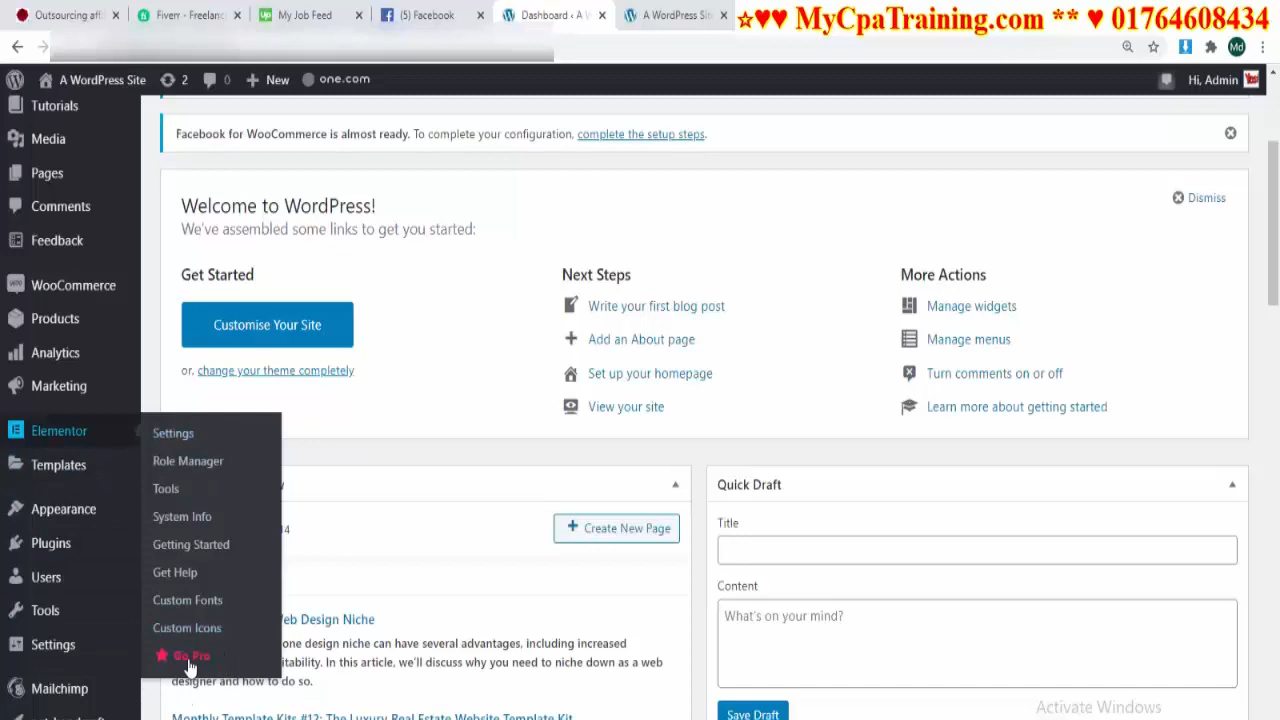 Outsourcing affi
Fiverr - Freelanc
My Job Feed
(5) Facebook
Dashboard ‹ A W
A WordPress Site
☆♥♥ MyCpaTraining.com ** ♥ 01764608434
Md
A WordPress Site
2
0
New
one.com
Hi, Admin
Tutorials
Media
Pages
Comments
Feedback
WooCommerce
Products
Analytics
Marketing
Elementor
Templates
Appearance
Plugins
Users
Tools
Settings
Mailchimp
Settings
Role Manager
Tools
System Info
Getting Started
Get Help
Custom Fonts
Custom Icons
Go Pro
Facebook for WooCommerce is almost ready. To complete your configuration, complete the setup steps.
Welcome to WordPress!
We've assembled some links to get you started:
Dismiss
Get Started
Customise Your Site
or, change your theme completely
Next Steps
Write your first blog post
Add an About page
Set up your homepage
View your site
More Actions
Manage widgets
Manage menus
Turn comments on or off
Learn more about getting started
Create New Page
eb Design Niche
one design niche can have several advantages, including increased
itability. In this article, we'll discuss why you need to niche down as a web
designer and how to do so.
Monthly Template Kits #12: The Luxury Real Estate Website Template Kit
Quick Draft
Title
Content
What's on your mind?
Save Draft
Activate Windows